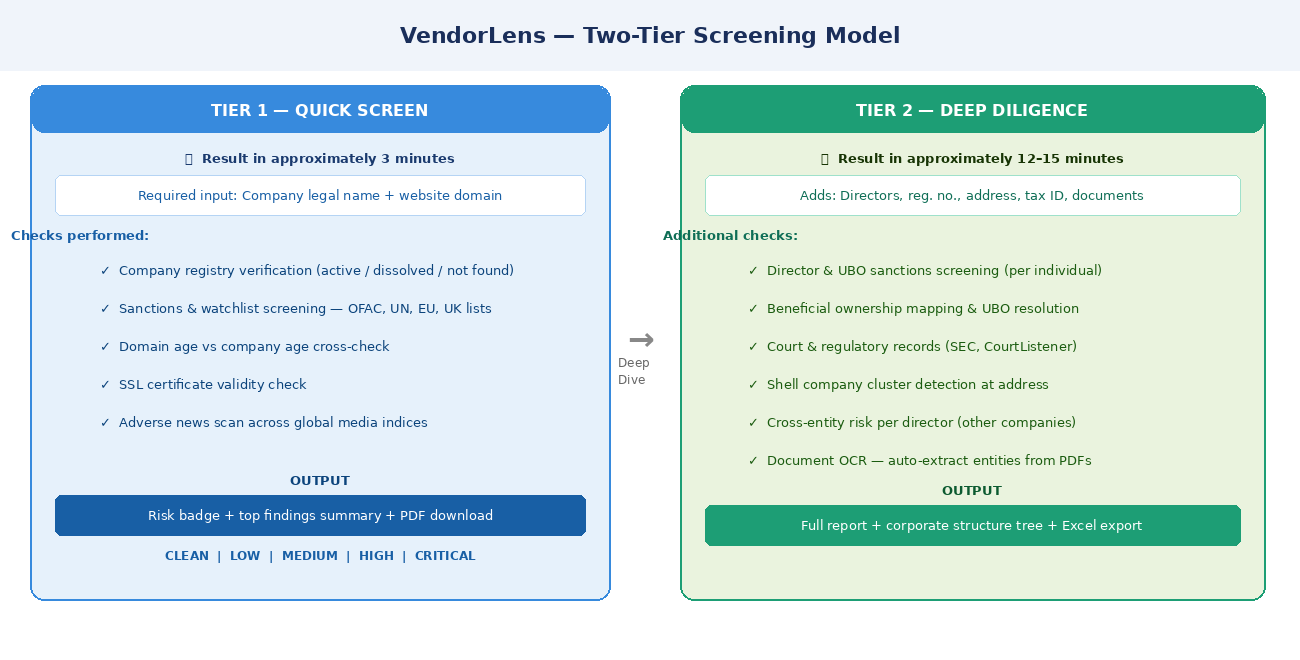 VendorLens — Two-Tier Screening Model
TIER 1 — QUICK SCREEN
Result in approximately 3 minutes
Required input: Company legal name + website domain
Checks performed:
✓ Company registry verification (active / dissolved / not found)
✓ Sanctions & watchlist screening — OFAC, UN, EU, UK lists
✓ Domain age vs company age cross-check
✓ SSL certificate validity check
✓ Adverse news scan across global media indices
OUTPUT
Risk badge + top findings summary + PDF download
CLEAN | LOW | MEDIUM | HIGH | CRITICAL
→
Deep
Dive
TIER 2 — DEEP DILIGENCE
Result in approximately 12–15 minutes
Adds: Directors, reg. no., address, tax ID, documents
Additional checks:
✓ Director & UBO sanctions screening (per individual)
✓ Beneficial ownership mapping & UBO resolution
✓ Court & regulatory records (SEC, CourtListener)
✓ Shell company cluster detection at address
✓ Cross-entity risk per director (other companies)
✓ Document OCR — auto-extract entities from PDFs
OUTPUT
Full report + corporate structure tree + Excel export